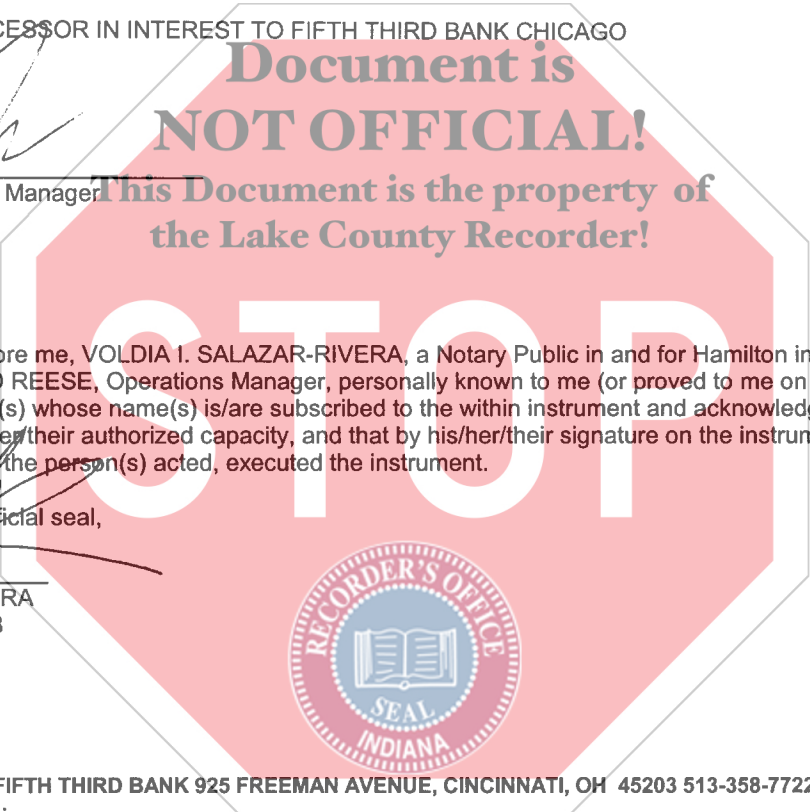 CESSOR IN INTEREST TO FIFTH THIRD BANK CHICAGO
Document is
NOT OFFICIAL!
Manager
This Document is the property of
the Lake County Recorder!
STOP
ore me, VOLDIA I. SALAZAR-RIVERA, a Notary Public in and for Hamilton in
REESE, Operations Manager, personally known to me (or proved to me on
(s) whose name(s) is/are subscribed to the within instrument and acknowledg
er/their authorized capacity, and that by his/her/their signature on the instrum
the person(s) acted, executed the instrument.
ficial seal,
RA
RECORDER'S OFFICE
SEAL
INDIANA
FIFTH THIRD BANK 925 FREEMAN AVENUE, CINCINNATI, OH 45203 513-358-7722